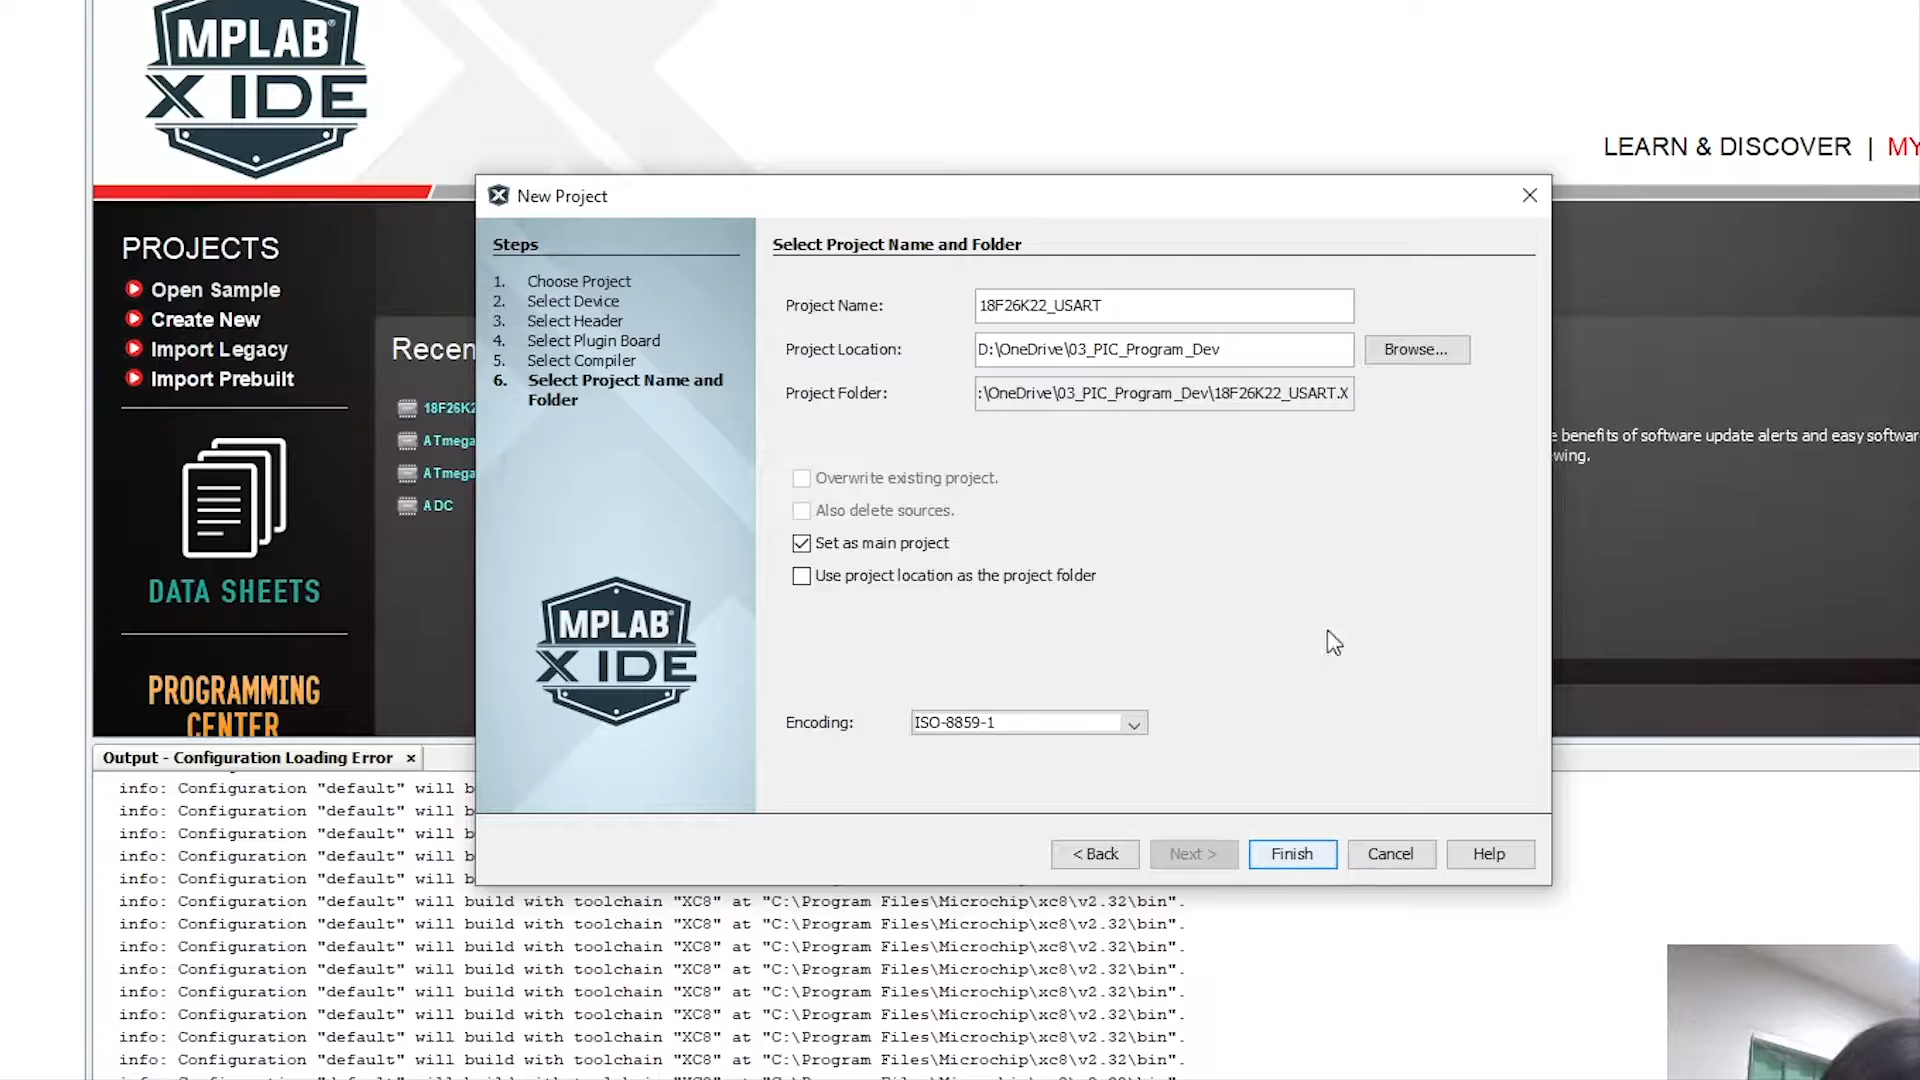 MPLAB®
X IDE
LEARN & DISCOVER | MY
PROJECTS
Open Sample
Create New
Import Legacy
Import Prebuilt
DATA SHEETS
PROGRAMMING
CENTER
Recen
18F26K2
ATmega
ATmega
ADC
New Project
Steps
1. Choose Project
2. Select Device
3. Select Header
4. Select Plugin Board
5. Select Compiler
6. Select Project Name and
Folder
MPLAB®
X IDE
Select Project Name and Folder
Project Name: 18F26K22_USART
Project Location: D:\OneDrive\03_PIC_Program_Dev Browse...
Project Folder: :\OneDrive\03_PIC_Program_Dev\18F26K22_USART.X
Overwrite existing project.
Also delete sources.
Set as main project
Use project location as the project folder
Encoding: ISO-8859-1
< Back Next > Finish Cancel Help
e benefits of software update alerts and easy softwar
wing.
Output - Configuration Loading Error ×
info: Configuration "default" will b
info: Configuration "default" will b
info: Configuration "default" will b
info: Configuration "default" will b
info: Configuration "default" will b
info: Configuration "default" will build with toolchain "XC8" at "C:\Program Files\Microchip\xc8\v2.32\bin".
info: Configuration "default" will build with toolchain "XC8" at "C:\Program Files\Microchip\xc8\v2.32\bin".
info: Configuration "default" will build with toolchain "XC8" at "C:\Program Files\Microchip\xc8\v2.32\bin".
info: Configuration "default" will build with toolchain "XC8" at "C:\Program Files\Microchip\xc8\v2.32\bin".
info: Configuration "default" will build with toolchain "XC8" at "C:\Program Files\Microchip\xc8\v2.32\bin".
info: Configuration "default" will build with toolchain "XC8" at "C:\Program Files\Microchip\xc8\v2.32\bin".
info: Configuration "default" will build with toolchain "XC8" at "C:\Program Files\Microchip\xc8\v2.32\bin".
info: Configuration "default" will build with toolchain "XC8" at "C:\Program Files\Microchip\xc8\v2.32\bin".